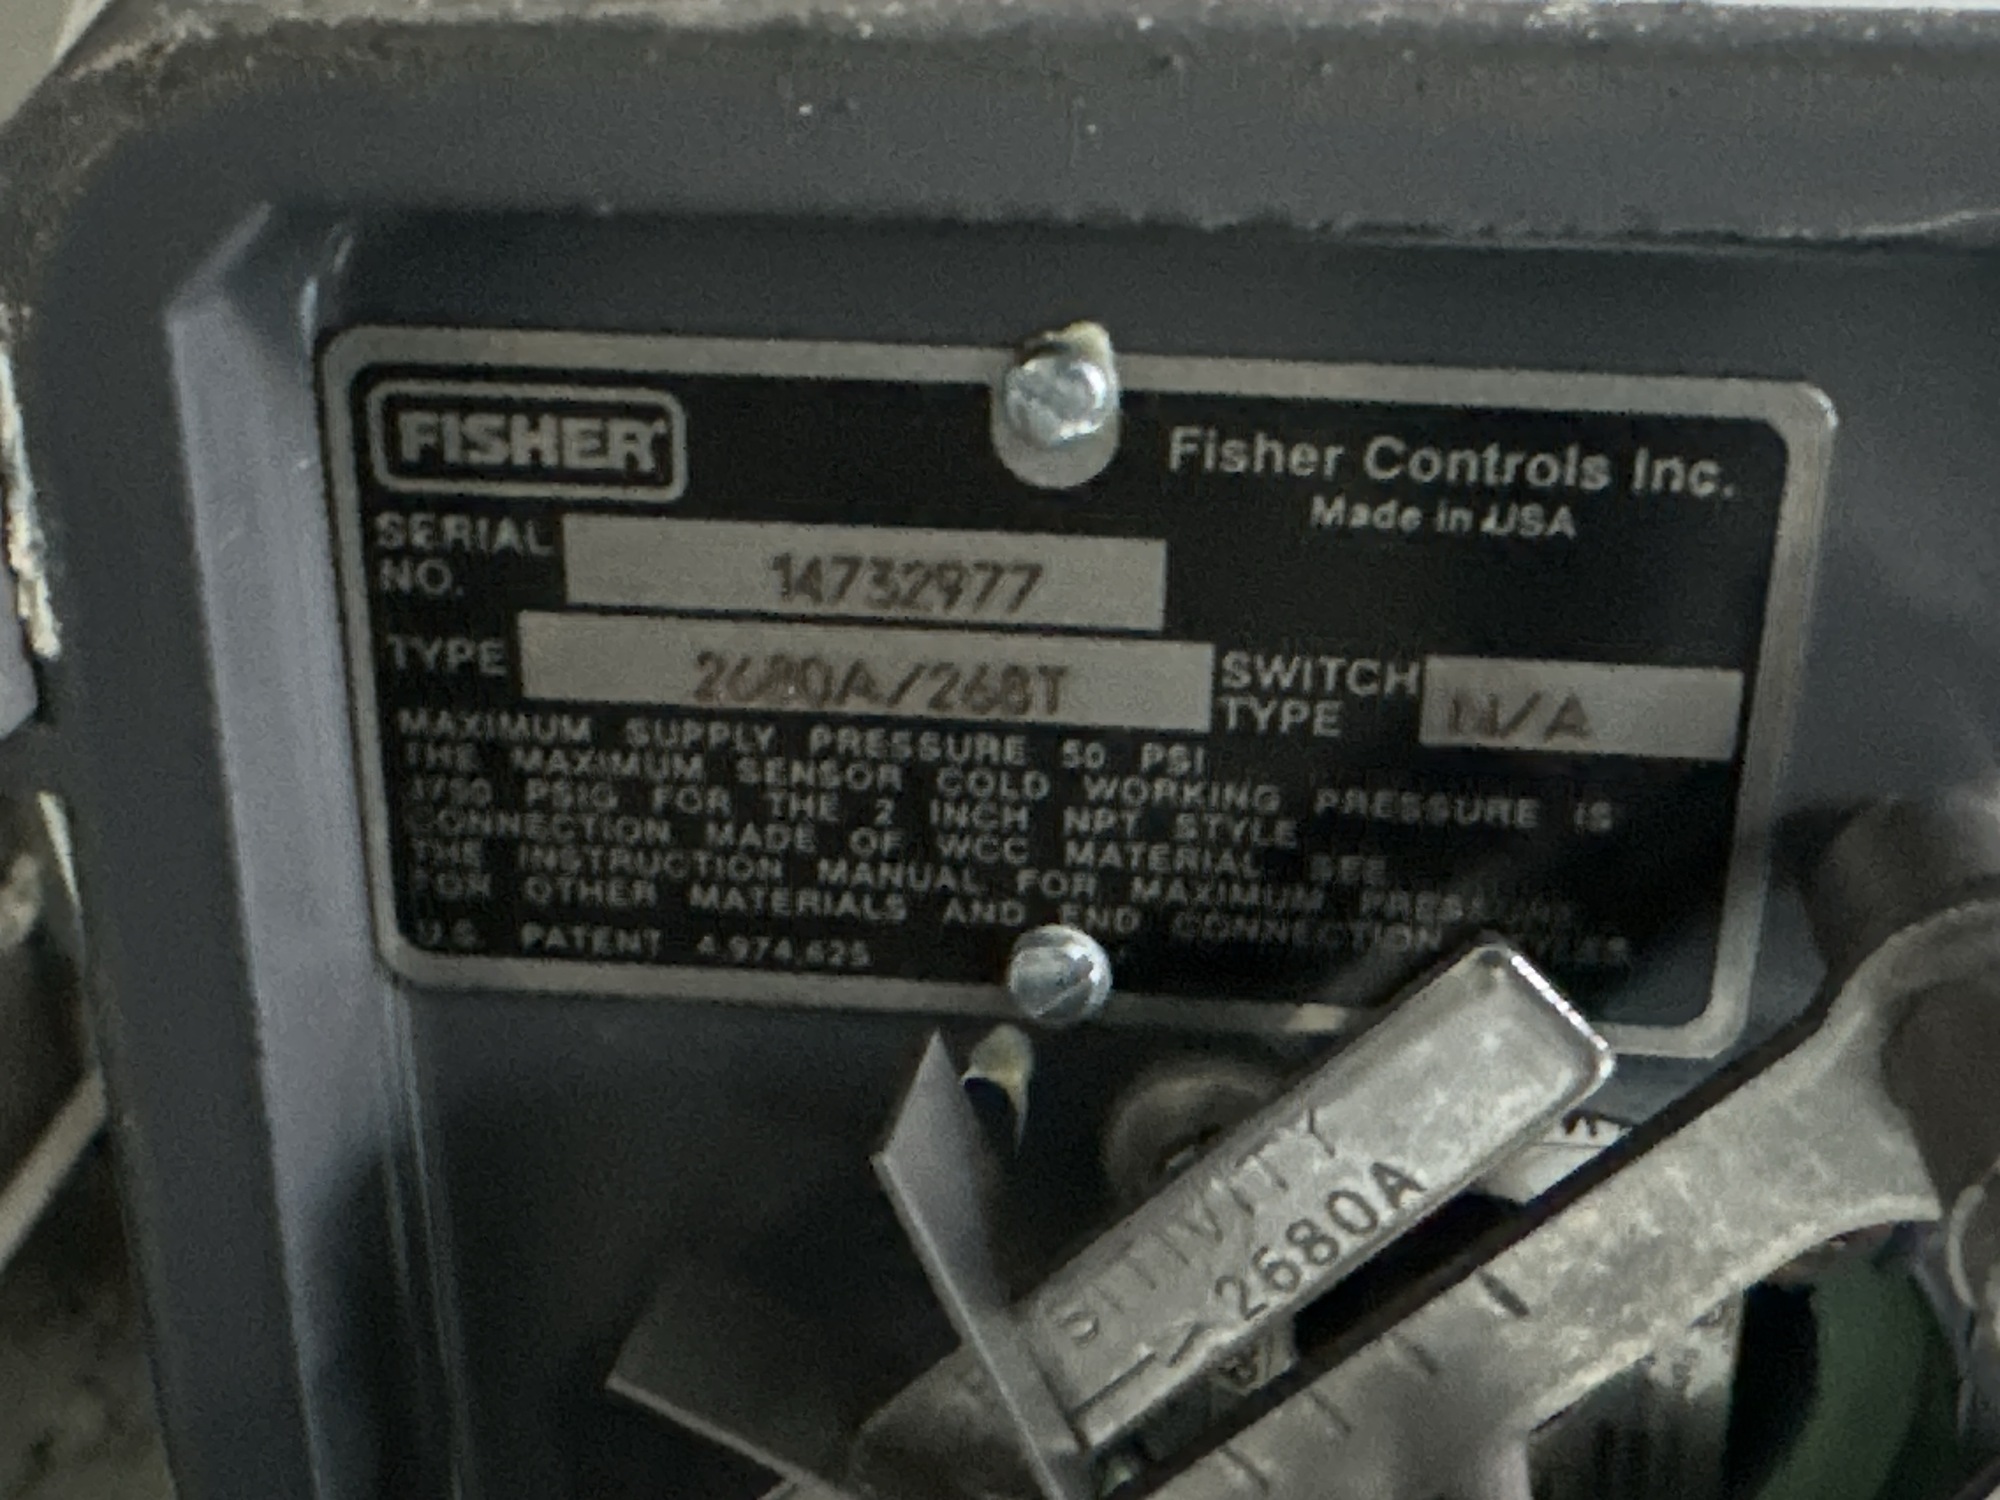 FISHER
Fisher Controls Inc.
Made in USA
SERIAL NO. 14732977
TYPE 2680A/268T
SWITCH TYPE N/A
MAXIMUM SUPPLY PRESSURE 50 PSI
THE MAXIMUM SENSOR COLD WORKING PRESSURE IS
PSIG FOR THE 2 INCH NPT STYLE
CONNECTION MADE OF WCC MATERIAL. SEE
THE INSTRUCTION MANUAL FOR MAXIMUM PRESSURE
FOR OTHER MATERIALS AND END CONNECTION
U.S. PATENT 4,974,625
SITIVITY
2680A